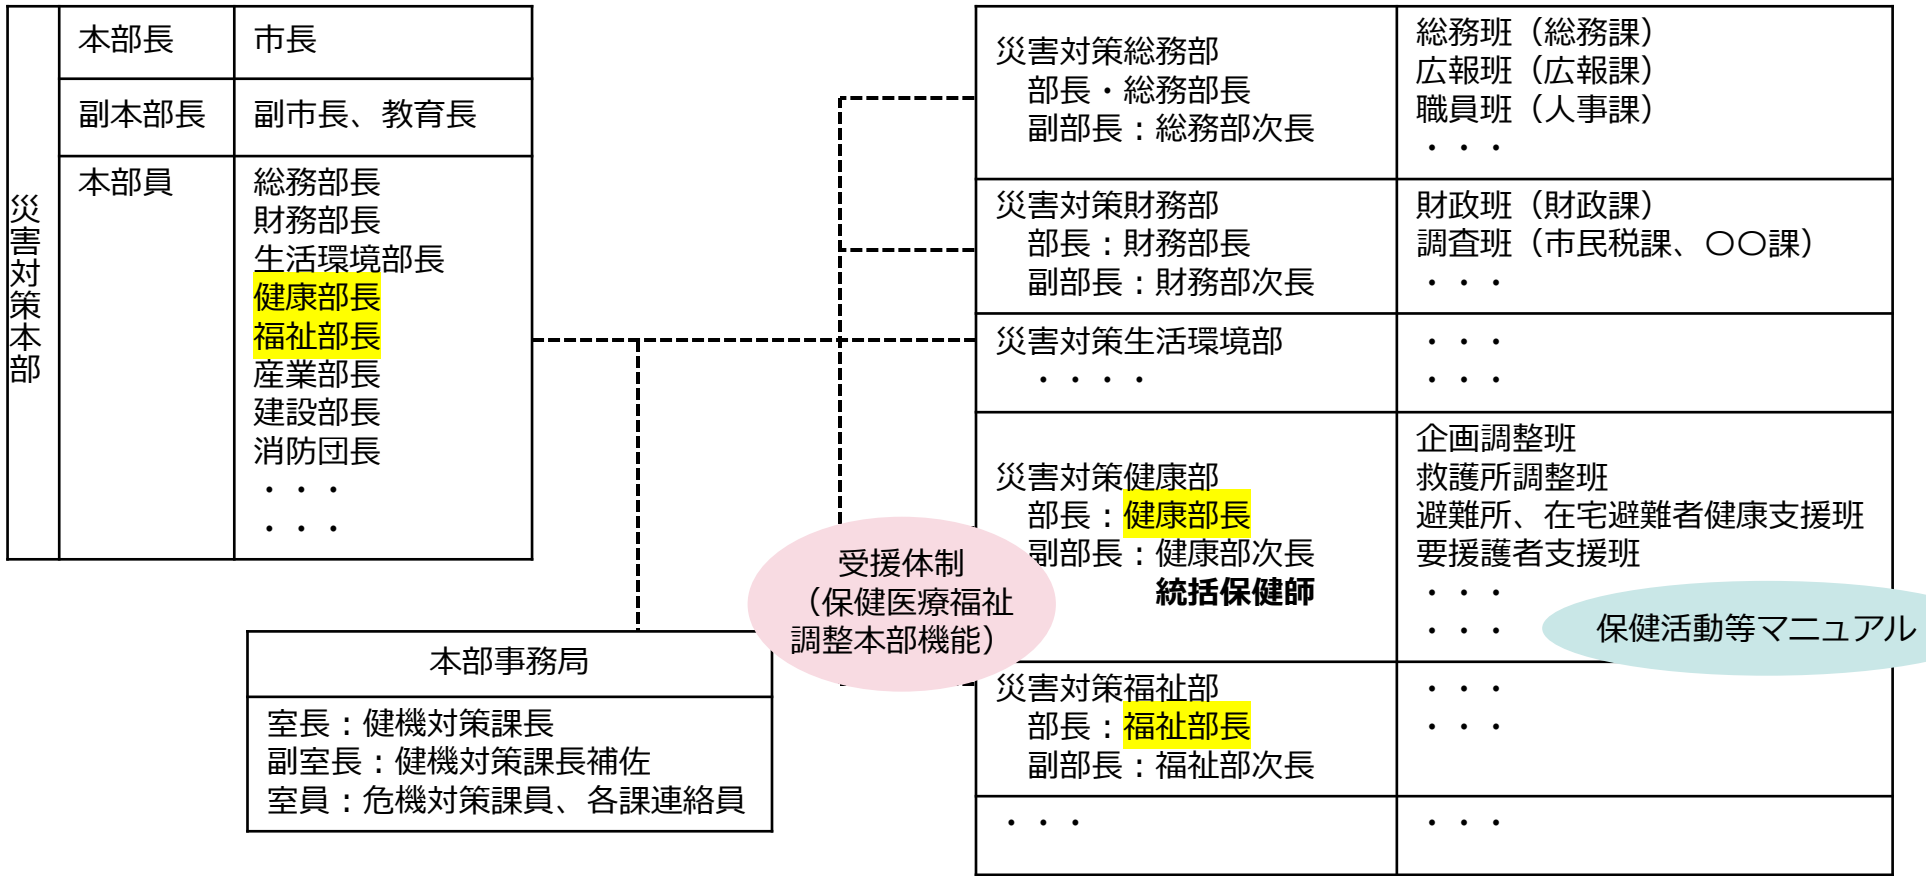 災害対策本部
本部長
市長
副本部長
副市長、教育長
本部員
総務部長
財務部長
生活環境部長
健康部長
福祉部長
産業部長
建設部長
消防団長
・・・
・・・
本部事務局
室長：健機対策課長
副室長：健機対策課長補佐
室員：危機対策課員、各課連絡員
受援体制
（保健医療福祉
調整本部機能）
災害対策総務部
部長・総務部長
副部長：総務部次長
総務班（総務課）
広報班（広報課）
職員班（人事課）
・・・
災害対策財務部
部長：財務部長
副部長：財務部次長
財政班（財政課）
調査班（市民税課、〇〇課）
・・・
災害対策生活環境部
・・・・
・・・
・・・
災害対策健康部
部長：健康部長
副部長：健康部次長
統括保健師
企画調整班
救護所調整班
避難所、在宅避難者健康支援班
要援護者支援班
・・・
・・・
保健活動等マニュアル
災害対策福祉部
部長：福祉部長
副部長：福祉部次長
・・・
・・・
・・・
・・・